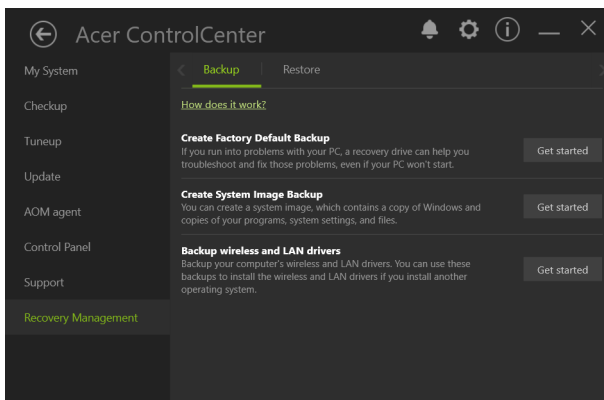 Acer ControlCenter
My System
Checkup
Tuneup
Update
AOM agent
Control Panel
Support
Recovery Management
Backup
Restore
How does it work?
Create Factory Default Backup
If you run into problems with your PC, a recovery drive can help you
troubleshoot and fix those problems, even if your PC won't start.
Get started
Create System Image Backup
You can create a system image, which contains a copy of Windows and
copies of your programs, system settings, and files.
Get started
Backup wireless and LAN drivers
Backup your computer's wireless and LAN drivers. You can use these
backups to install the wireless and LAN drivers if you install another
operating system.
Get started